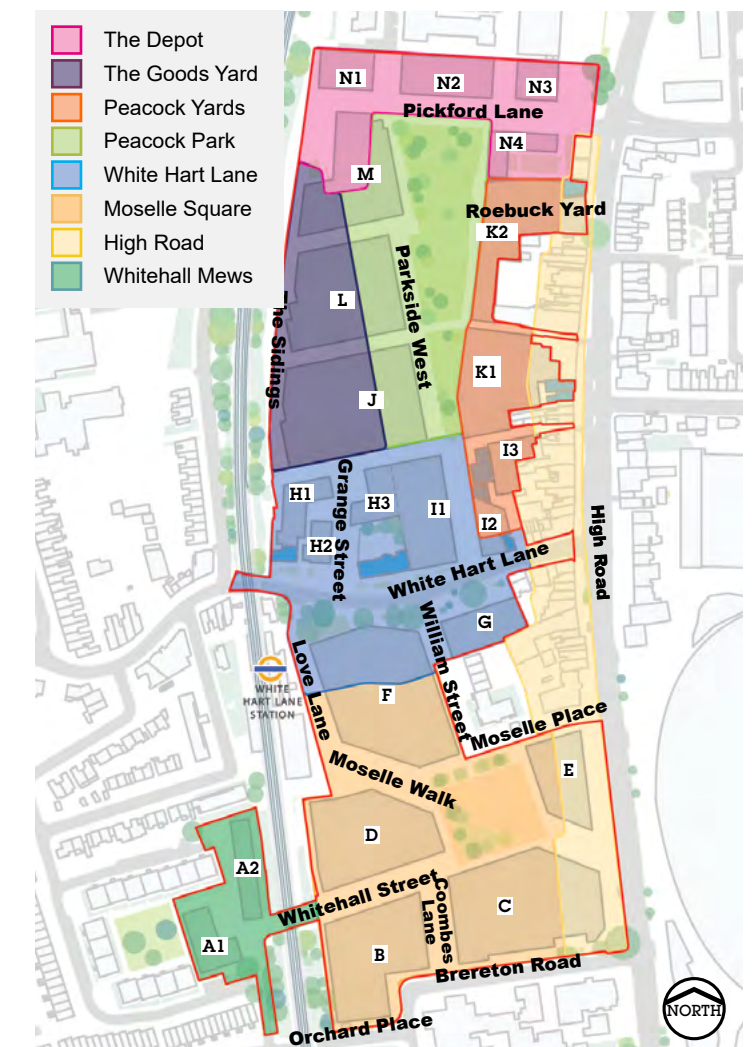 The Depot
The Goods Yard
Peacock Yards
Peacock Park
White Hart Lane
Moselle Square
High Road
Whitehall Mews
N1
N2
N3
Pickford Lane
N4
M
Roebuck Yard
K2
Parkside West
L
The Sidings
K1
J
I3
Grange Street
H1
H3
I1
I2
H2
High Road
White Hart Lane
William Street
G
Love Lane
WHITE
HART LANE
STATION
F
Moselle Place
Moselle Walk
E
D
A2
Whitehall Street
Coombes
Lane
C
A1
B
Brereton Road
Orchard Place
NORTH